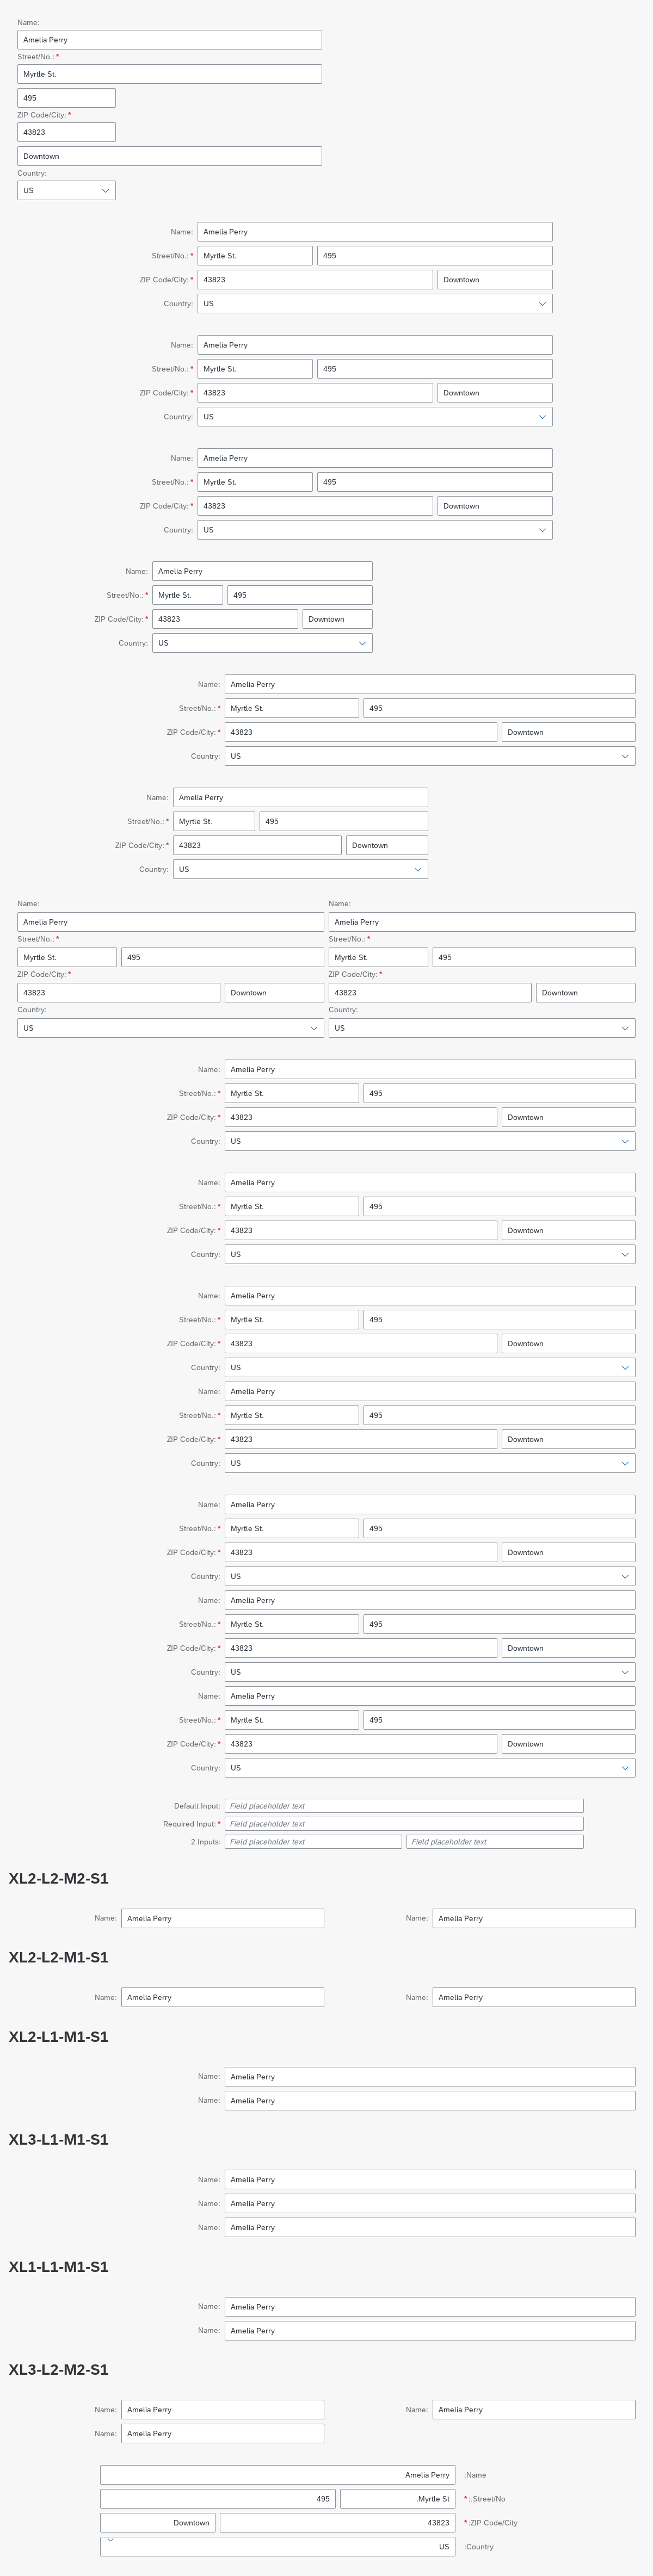 Name:
Amelia Perry
Street/No.: *
Myrtle St.
495
ZIP Code/City: *
43823
Downtown
Country:
US
Name: Amelia Perry
Street/No.: * Myrtle St. 495
ZIP Code/City: * 43823 Downtown
Country: US
Name: Amelia Perry
Street/No.: * Myrtle St. 495
ZIP Code/City: * 43823 Downtown
Country: US
Name: Amelia Perry
Street/No.: * Myrtle St. 495
ZIP Code/City: * 43823 Downtown
Country: US
Name: Amelia Perry
Street/No.: * Myrtle St. 495
ZIP Code/City: * 43823 Downtown
Country: US
Name: Amelia Perry
Street/No.: * Myrtle St. 495
ZIP Code/City: * 43823 Downtown
Country: US
Name: Amelia Perry
Street/No.: * Myrtle St. 495
ZIP Code/City: * 43823 Downtown
Country: US
Name: Name:
Amelia Perry Amelia Perry
Street/No.: * Street/No.: *
Myrtle St. 495 Myrtle St. 495
ZIP Code/City: * ZIP Code/City: *
43823 Downtown 43823 Downtown
Country: Country:
US US
Name: Amelia Perry
Street/No.: * Myrtle St. 495
ZIP Code/City: * 43823 Downtown
Country: US
Name: Amelia Perry
Street/No.: * Myrtle St. 495
ZIP Code/City: * 43823 Downtown
Country: US
Name: Amelia Perry
Street/No.: * Myrtle St. 495
ZIP Code/City: * 43823 Downtown
Country: US
Name: Amelia Perry
Street/No.: * Myrtle St. 495
ZIP Code/City: * 43823 Downtown
Country: US
Name: Amelia Perry
Street/No.: * Myrtle St. 495
ZIP Code/City: * 43823 Downtown
Country: US
Name: Amelia Perry
Street/No.: * Myrtle St. 495
ZIP Code/City: * 43823 Downtown
Country: US
Name: Amelia Perry
Street/No.: * Myrtle St. 495
ZIP Code/City: * 43823 Downtown
Country: US
Default Input: Field placeholder text
Required Input: * Field placeholder text
2 Inputs: Field placeholder text Field placeholder text
XL2-L2-M2-S1
Name: Amelia Perry Name: Amelia Perry
XL2-L2-M1-S1
Name: Amelia Perry Name: Amelia Perry
XL2-L1-M1-S1
Name: Amelia Perry
Name: Amelia Perry
XL3-L1-M1-S1
Name: Amelia Perry
Name: Amelia Perry
Name: Amelia Perry
XL1-L1-M1-S1
Name: Amelia Perry
Name: Amelia Perry
XL3-L2-M2-S1
Name: Amelia Perry Name: Amelia Perry
Name: Amelia Perry
Amelia Perry :Name
495 .Myrtle St * :.Street/No
Downtown 43823 * :ZIP Code/City
US :Country